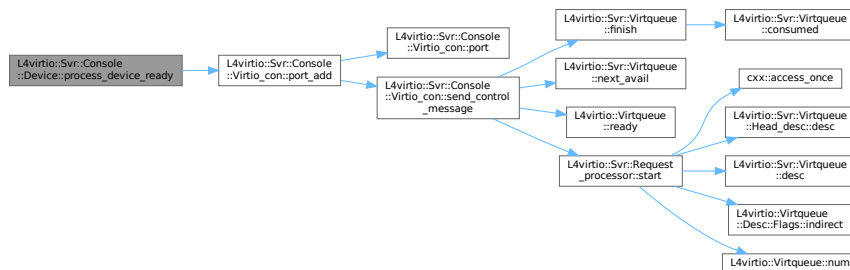 L4virtio::Svr::Console
::Device::process_device_ready
L4virtio::Svr::Console
::Virtio_con::port_add
L4virtio::Svr::Console
::Virtio_con::port
L4virtio::Svr::Console
::Virtio_con::send_control
_message
L4virtio::Svr::Virtqueue
::finish
L4virtio::Svr::Virtqueue
::next_avail
L4virtio::Virtqueue
::ready
L4virtio::Svr::Request
_processor::start
L4virtio::Svr::Virtqueue
::consumed
cxx::access_once
L4virtio::Svr::Virtqueue
::Head_desc::desc
L4virtio::Svr::Virtqueue
::desc
L4virtio::Virtqueue
::Desc::Flags::indirect
L4virtio::Virtqueue::num